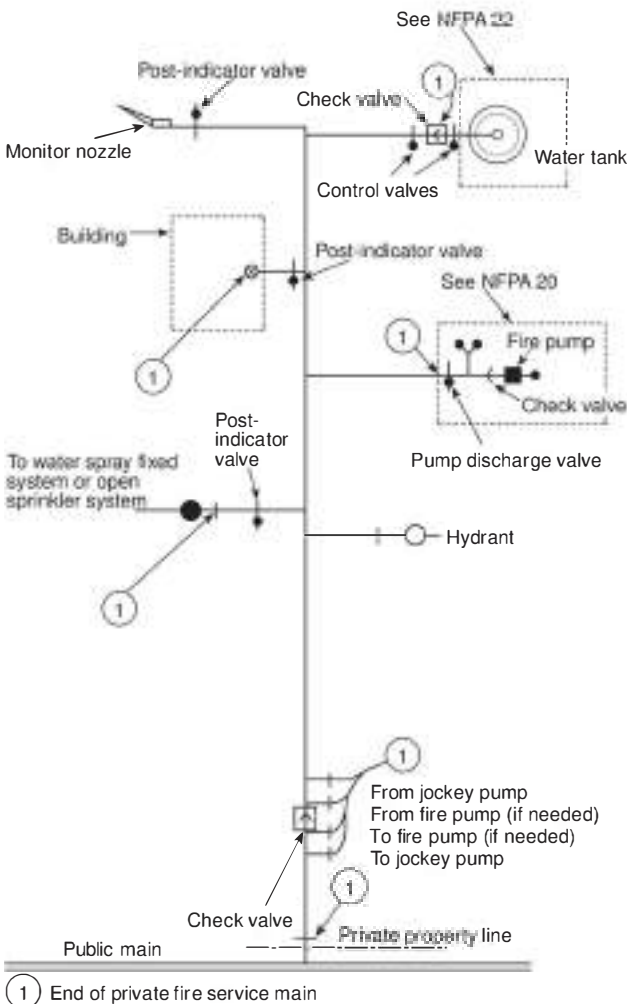 See NFPA 22
Post-indicator valve
1
Check valve
Monitor nozzle
Water tank
Control valves
Building
Post-indicator valve
See NFPA 20
1
Fire pump
1
Check valve
Post-
indicator
valve
To water spray fixed
system or open
sprinkler system
Pump discharge valve
Hydrant
1
1
From jockey pump
From fire pump (if needed)
To fire pump (if needed)
To jockey pump
1
Check valve
Private property line
Public main
1 End of private fire service main